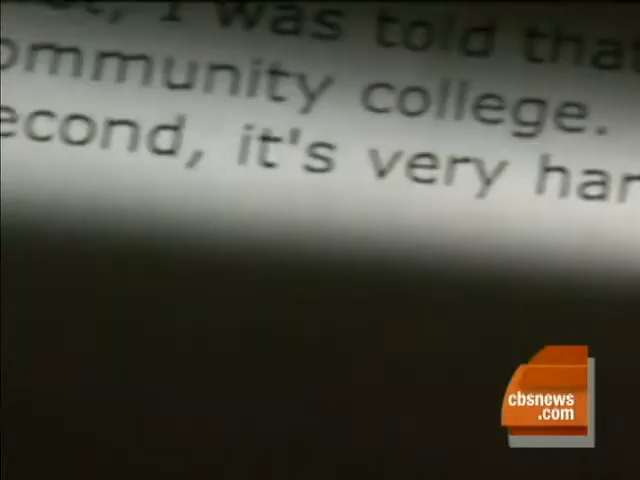 I was told that
ommunity college.
econd, it's very har
cbsnews
.com